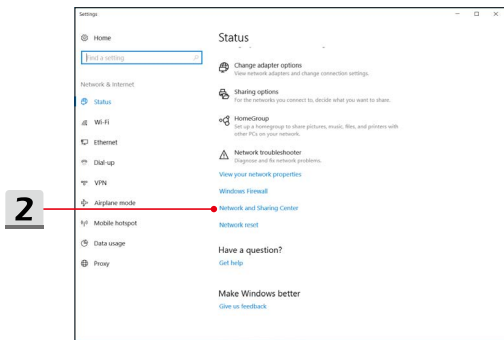 Settings
Home
Find a setting
Network & Internet
Status
Wi-Fi
Ethernet
Dial-up
VPN
Airplane mode
Mobile hotspot
Data usage
Proxy
2
Status
Change adapter options
View network adapters and change connection settings.
Sharing options
For the networks you connect to, decide what you want to share.
HomeGroup
Set up a homegroup to share pictures, music, files, and printers with
other PCs on your network.
Network troubleshooter
Diagnose and fix network problems.
View your network properties
Windows Firewall
Network and Sharing Center
Network reset
Have a question?
Get help
Make Windows better
Give us feedback